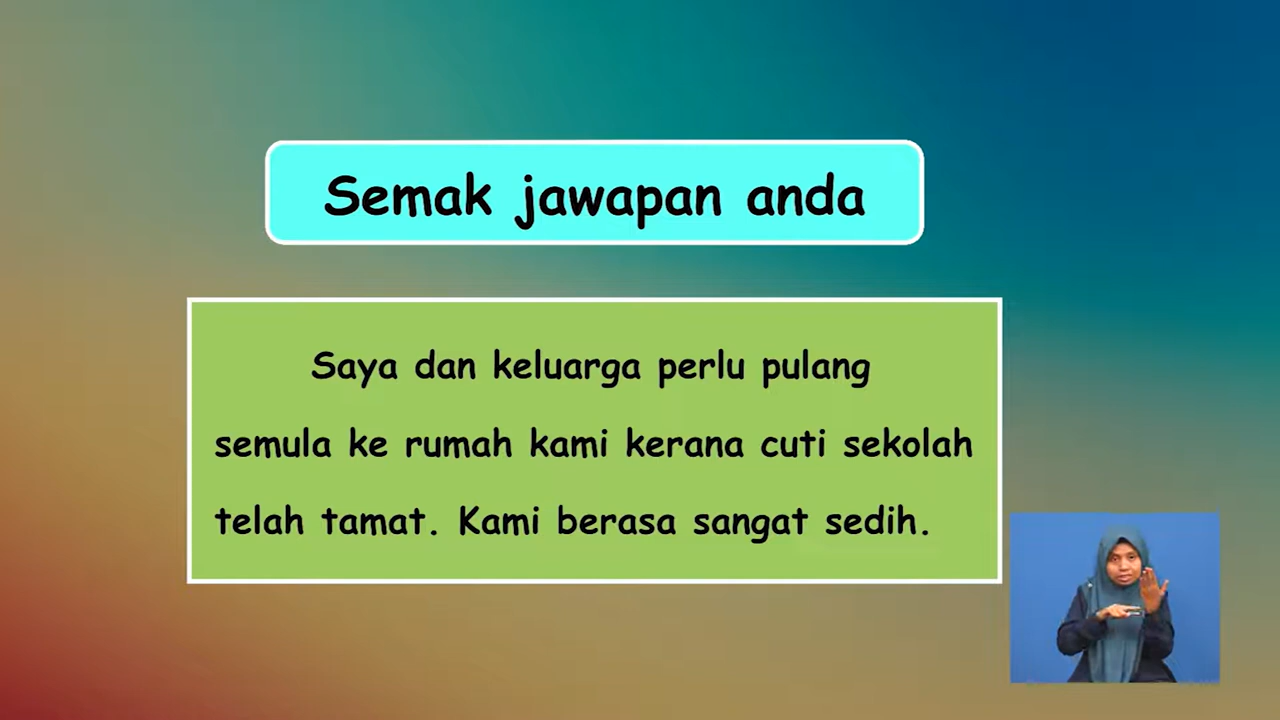 Semak jawapan anda
Saya dan keluarga perlu pulang
semula ke rumah kami kerana cuti sekolah
telah tamat. Kami berasa sangat sedih.